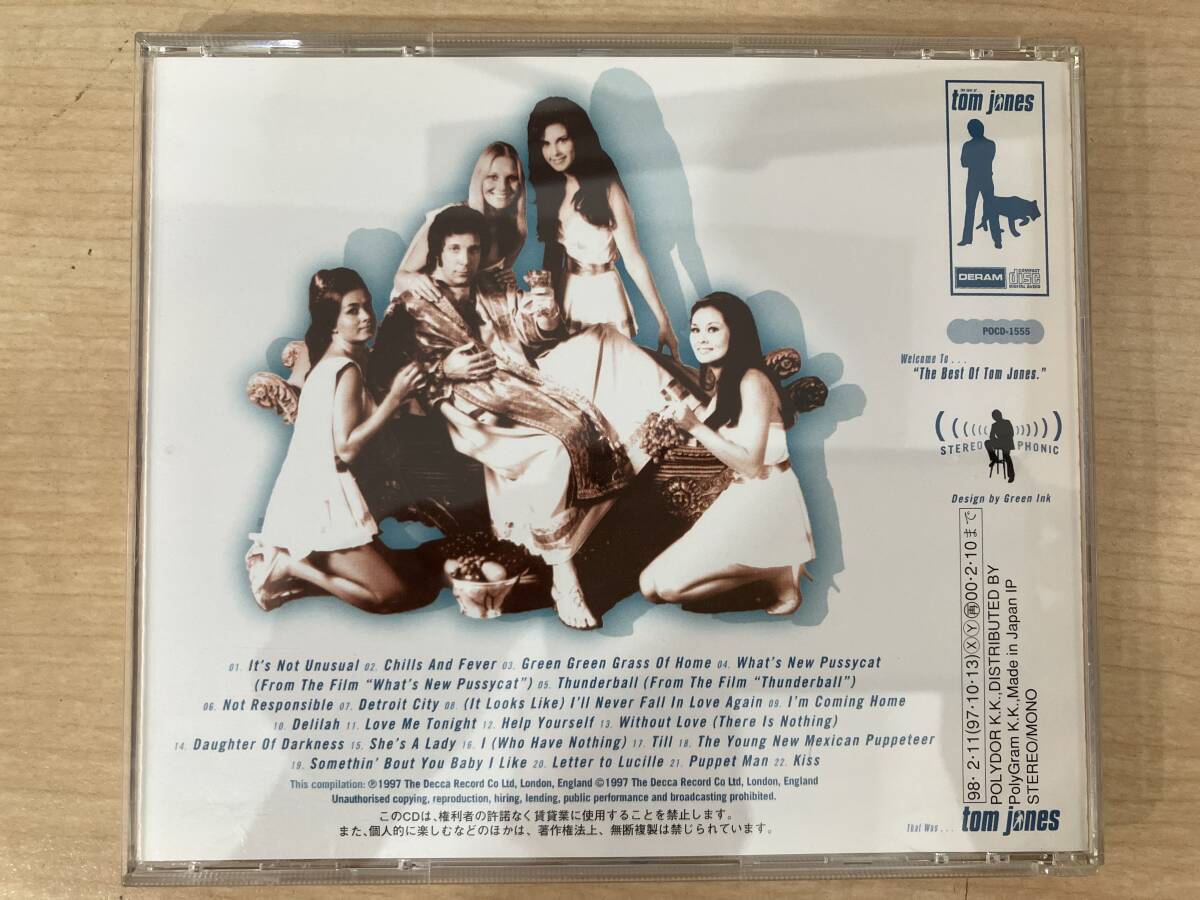 the best of
tom jones
DERAM
COMPACT
disc
DIGITAL AUDIO
POCD-1555
Welcome To . . .
"The Best Of Tom Jones."
STEREO PHONIC
Design by Green Ink
98・2・11(97・10・13)ⓍⓎ㊢00・2・10まで
POLYDOR K.K.,DISTRIBUTED BY
PolyGram K.K.,Made in Japan IP
STEREO/MONO
01. It's Not Unusual 02. Chills And Fever 03. Green Green Grass Of Home 04. What's New Pussycat
(From The Film "What's New Pussycat") 05. Thunderball (From The Film "Thunderball")
06. Not Responsible 07. Detroit City 08. (It Looks Like) I'll Never Fall In Love Again 09. I'm Coming Home
10. Delilah 11. Love Me Tonight 12. Help Yourself 13. Without Love (There Is Nothing)
14. Daughter Of Darkness 15. She's A Lady 16. I (Who Have Nothing) 17. Till 18. The Young New Mexican Puppeteer
19. Somethin' Bout You Baby I Like 20. Letter to Lucille 21. Puppet Man 22. Kiss
This compilation: ℗1997 The Decca Record Co Ltd, London, England ©1997 The Decca Record Co Ltd, London, England
Unauthorised copying, reproduction, hiring, lending, public performance and broadcasting prohibited.
このCDは、権利者の許諾なく賃貸業に使用することを禁止します。
また、個人的に楽しむなどのほかは、著作権法上、無断複製は禁じられています。
That Was . . .
tom jones